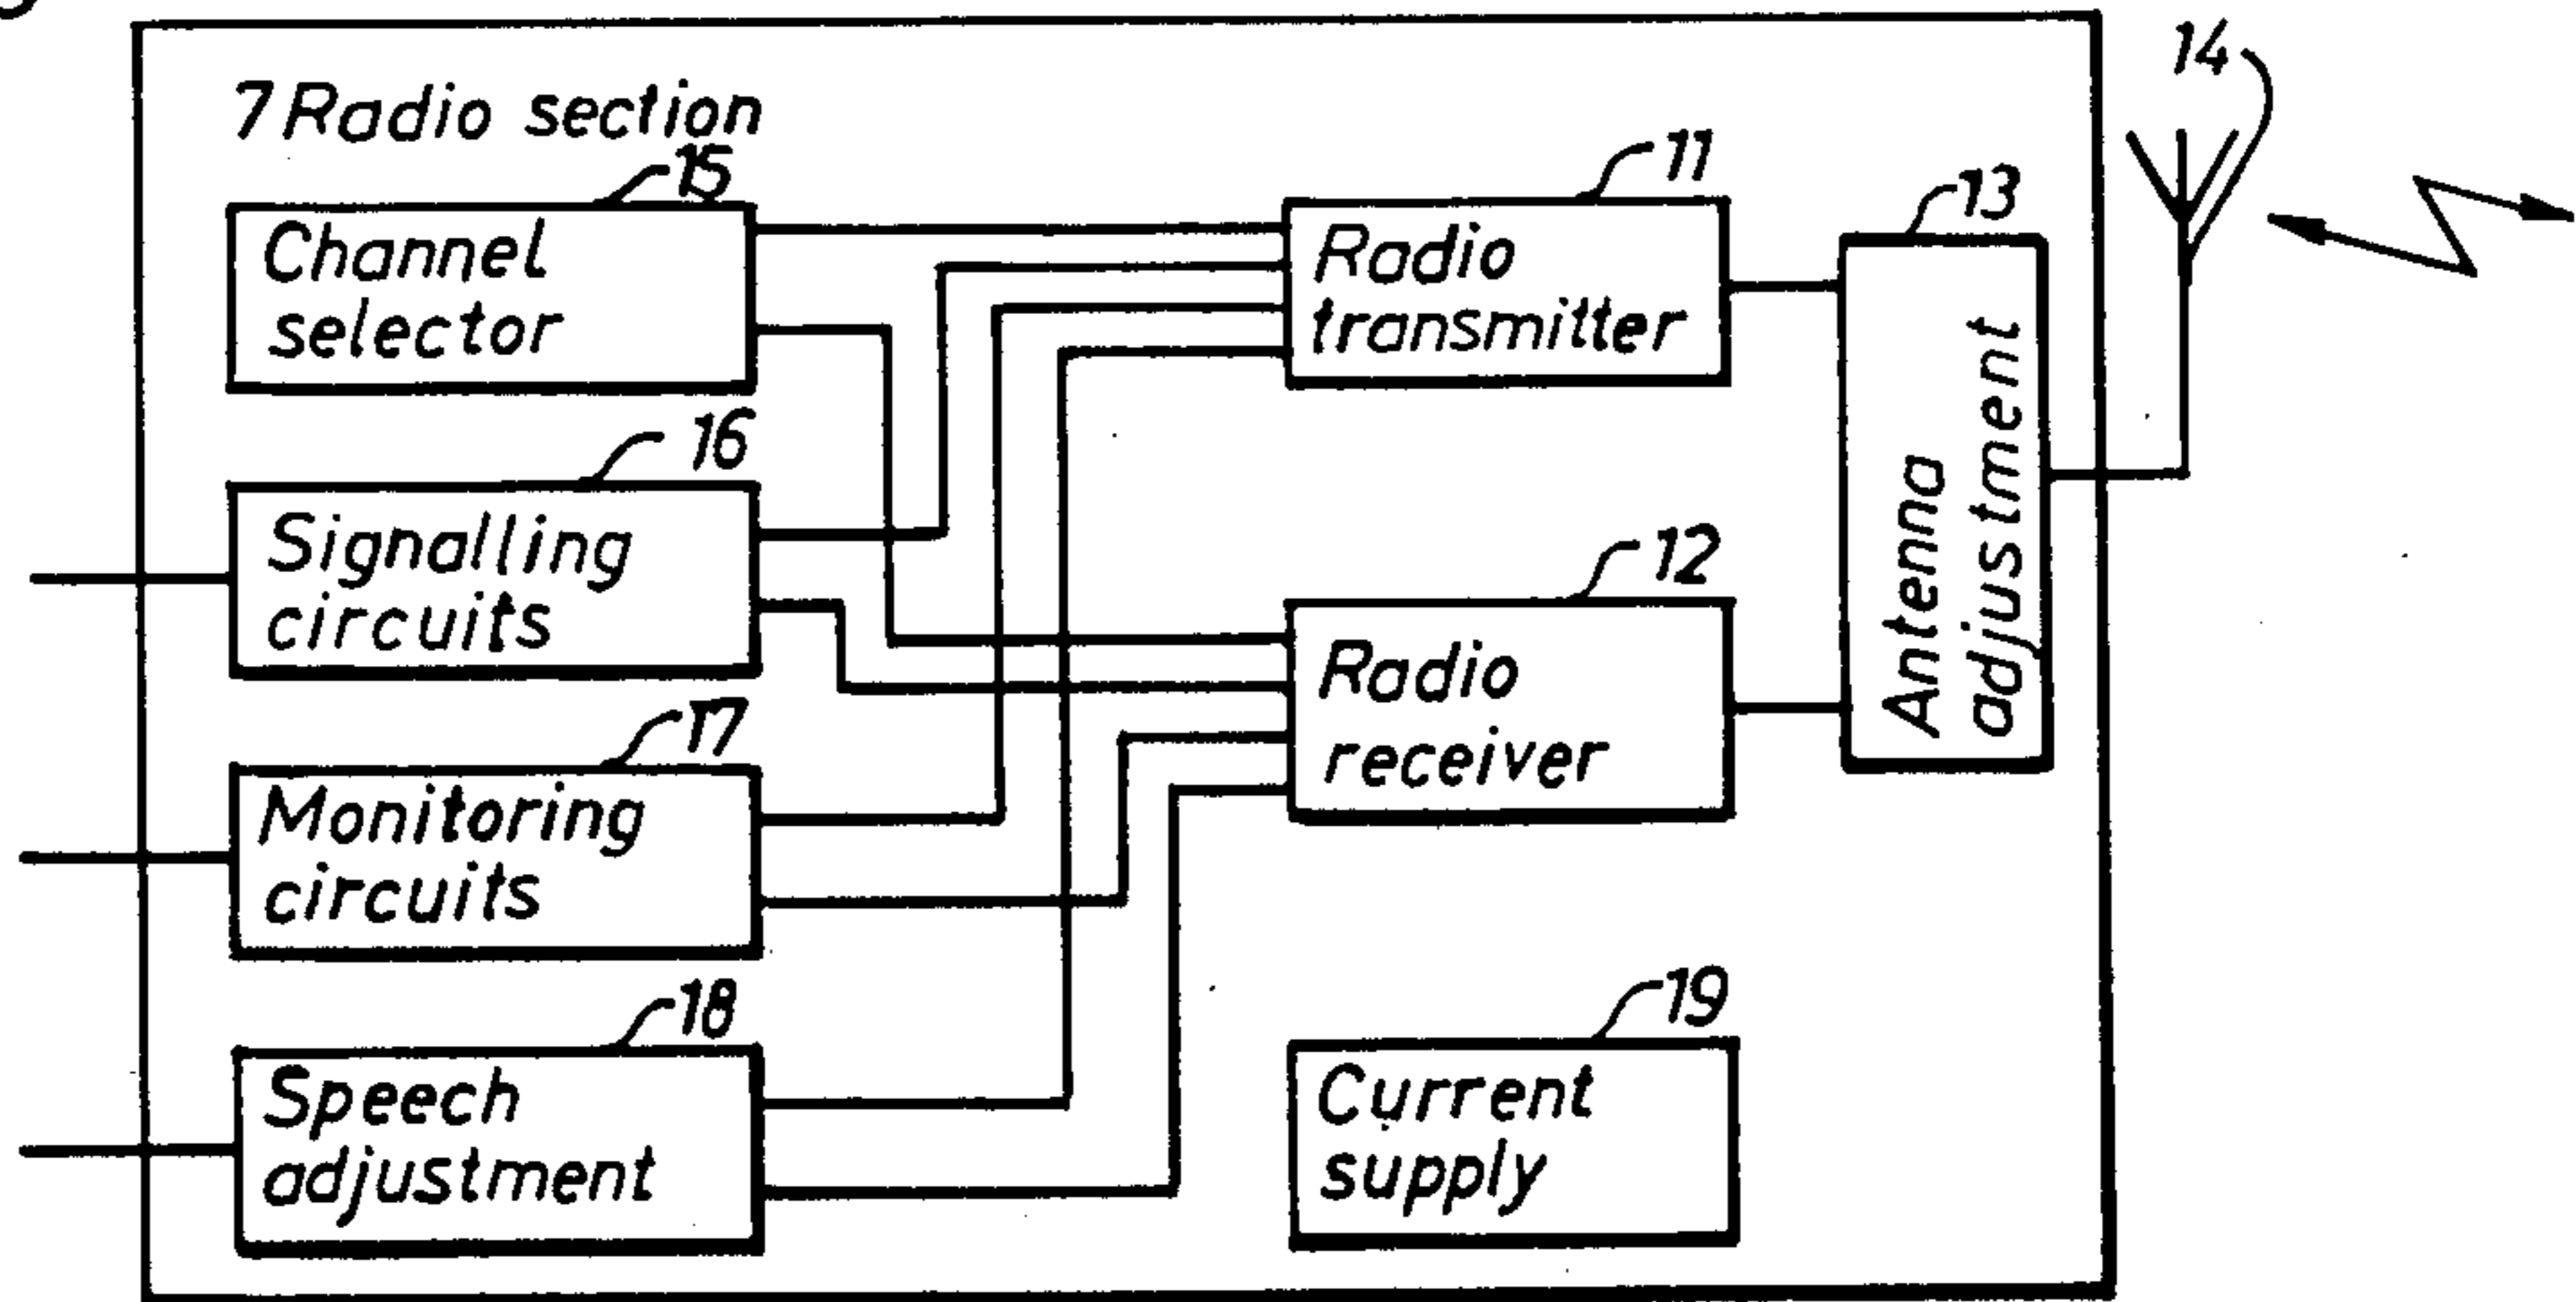 7 Radio section
15
Channel
selector
16
Signalling
circuits
17
Monitoring
circuits
18
Speech
adjustment
11
Radio
transmitter
12
Radio
receiver
19
Current
supply
13
Antenna
adjustment
14